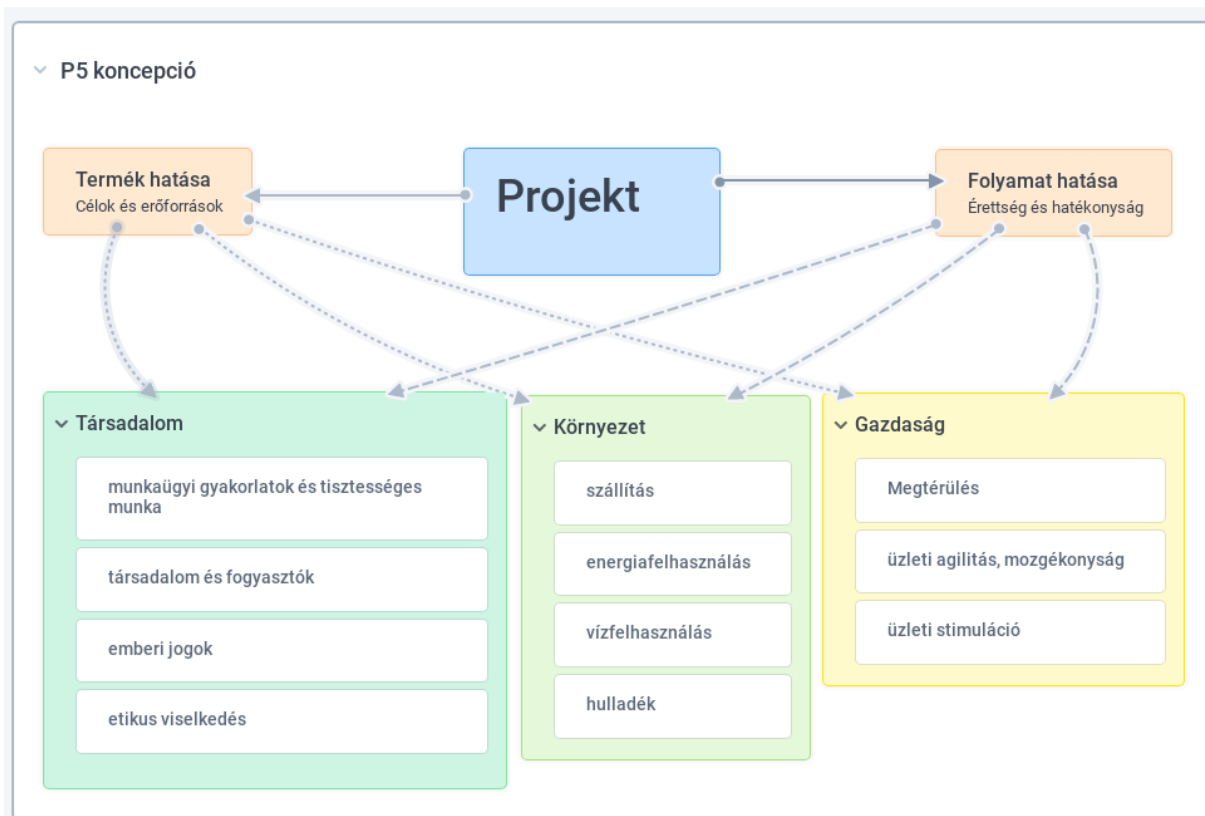 P5 koncepció
Termék hatása
Célok és erőforrások
Projekt
Folyamat hatása
Érettség és hatékonyság
Társadalom
munkaügyi gyakorlatok és tisztességes
munka
társadalom és fogyasztók
emberi jogok
etikus viselkedés
Környezet
szállítás
energiafelhasználás
vízfelhasználás
hulladék
Gazdaság
Megtérülés
üzleti agilitás, mozgékonyság
üzleti stimuláció